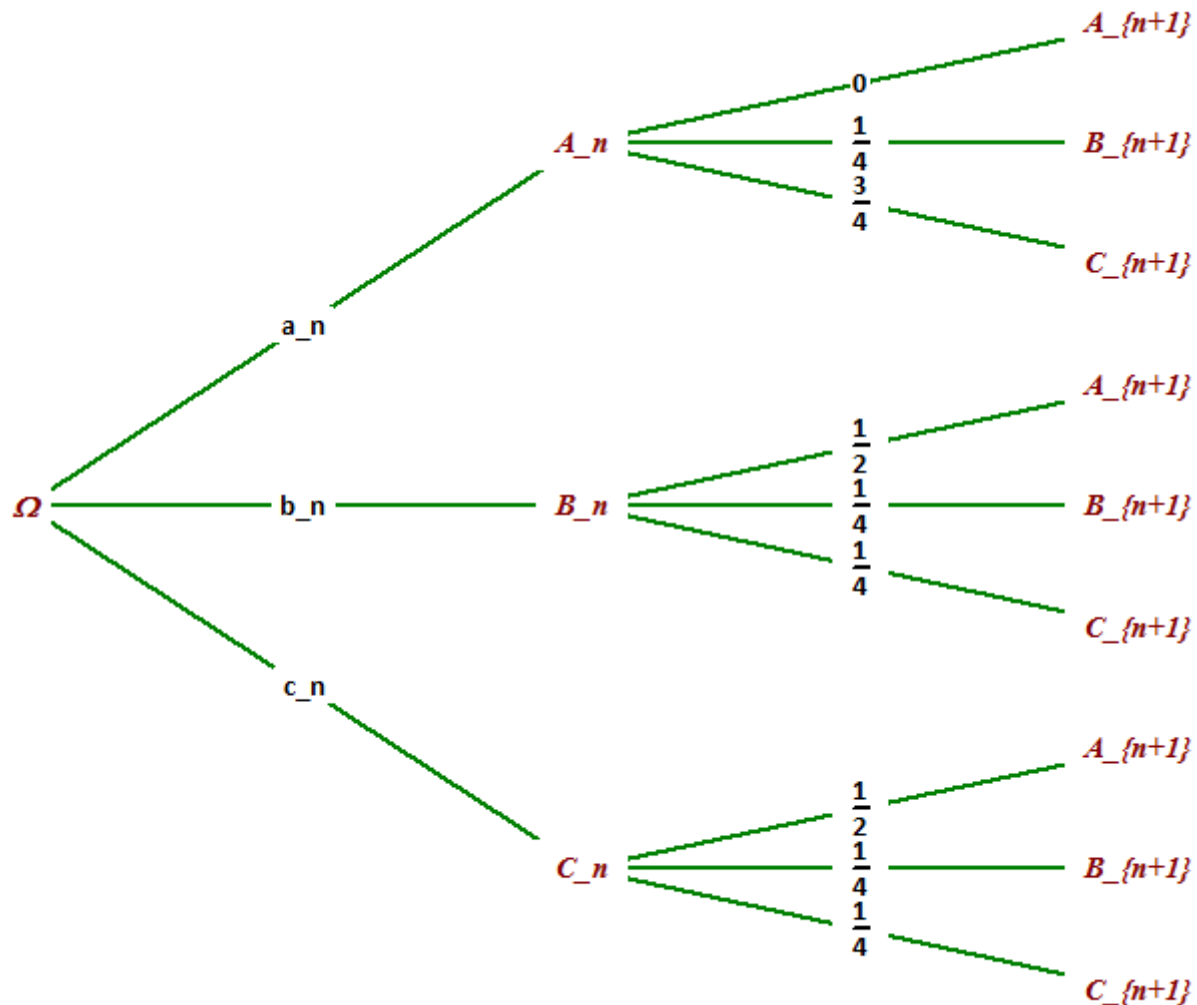 A_{n+1}
0
A_n
1
4
B_{n+1}
3
4
C_{n+1}
a_n
A_{n+1}
1
2
Ω
b_n
B_n
1
4
B_{n+1}
1
4
C_{n+1}
c_n
A_{n+1}
1
2
C_n
1
4
B_{n+1}
1
4
C_{n+1}